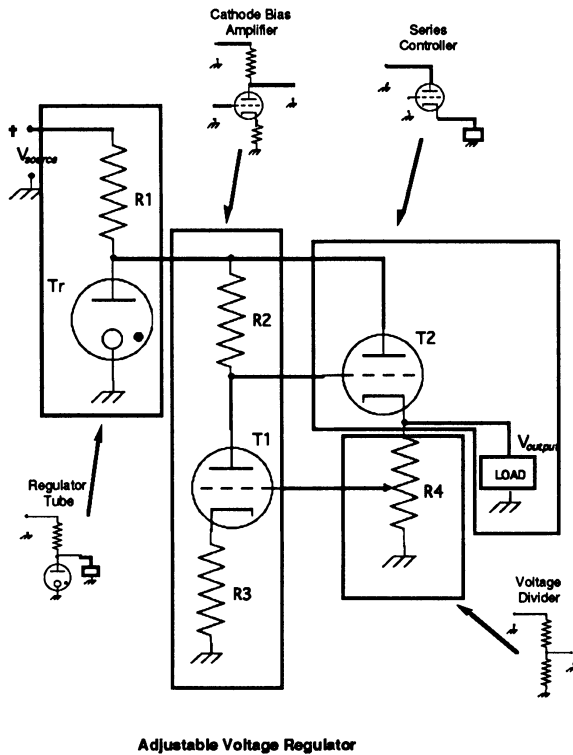 Cathode Bias
Amplifier
Series
Controller
+
Vsource
R1
Tr
R2
T2
T1
Voutput
LOAD
R4
Regulator
Tube
R3
Voltage
Divider
Adjustable Voltage Regulator